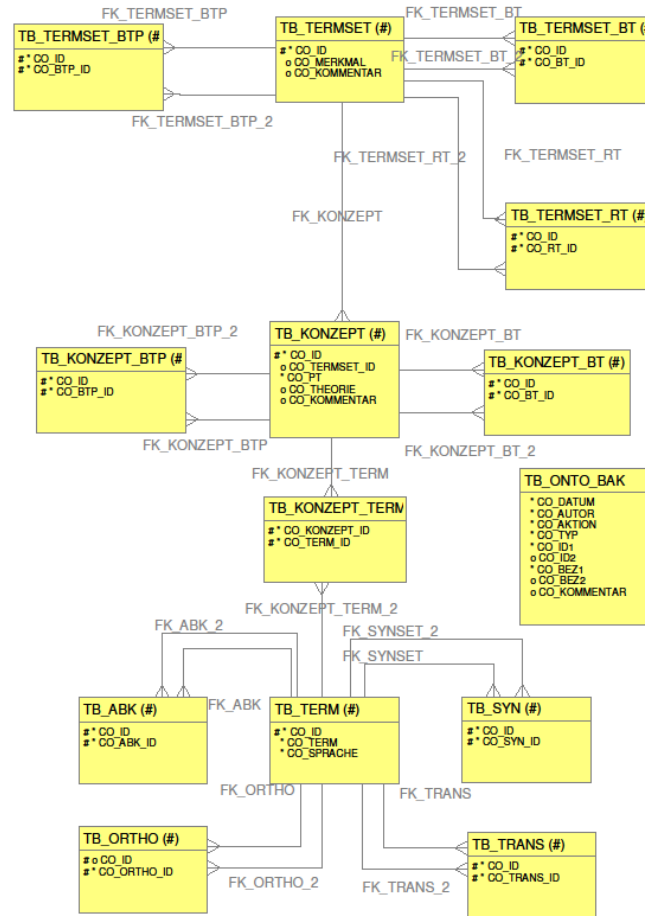 FK_TERMSET_BTP
FK_TERMSET_BT
TB_TERMSET_BTP (#
# * CO_ID
# * CO_BTP_ID
TB_TERMSET (#)
# * CO_ID
o CO_MERKMAL
o CO_KOMMENTAR
TB_TERMSET_BT (#
# * CO_ID
# * CO_BT_ID
FK_TERMSET_BT_2
FK_TERMSET_BTP_2
FK_TERMSET_RT_2
FK_TERMSET_RT
FK_KONZEPT
TB_TERMSET_RT (#
# * CO_ID
# * CO_RT_ID
FK_KONZEPT_BTP_2
FK_KONZEPT_BT
TB_KONZEPT_BTP (#
# * CO_ID
# * CO_BTP_ID
TB_KONZEPT (#)
# * CO_ID
o CO_TERMSET_ID
* CO_PT
o CO_THEORIE
o CO_KOMMENTAR
TB_KONZEPT_BT (#)
# * CO_ID
# * CO_BT_ID
FK_KONZEPT_BTP
FK_KONZEPT_BT_2
FK_KONZEPT_TERM
TB_KONZEPT_TERM
# * CO_KONZEPT_ID
# * CO_TERM_ID
TB_ONTO_BAK
* CO_DATUM
* CO_AUTOR
* CO_AKTION
* CO_TYP
* CO_ID1
o CO_ID2
* CO_BEZ1
o CO_BEZ2
o CO_KOMMENTAR
FK_KONZEPT_TERM_2
FK_ABK_2
FK_SYNSET_2
FK_SYNSET
FK_ABK
TB_ABK (#)
# * CO_ID
# * CO_ABK_ID
TB_TERM (#)
# * CO_ID
* CO_TERM
* CO_SPRACHE
TB_SYN (#)
# * CO_ID
# * CO_SYN_ID
FK_ORTHO
FK_TRANS
TB_ORTHO (#)
# o CO_ID
# * CO_ORTHO_ID
TB_TRANS (#)
# * CO_ID
# * CO_TRANS_ID
FK_ORTHO_2
FK_TRANS_2